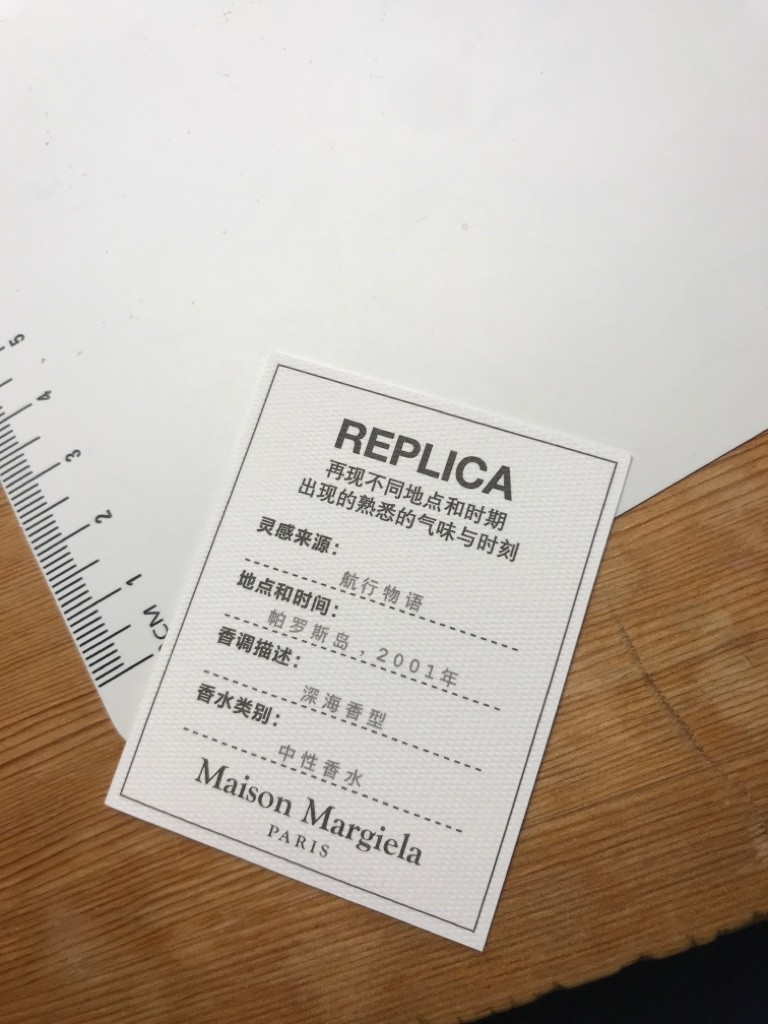 REPLICA
再现不同地点和时期
出现的熟悉的气味与时刻
灵感来源：
航行物语
地点和时间：
帕罗斯岛，2001年
香调描述：
深海香型
香水类别：
中性香水
Maison Margiela
PARIS
5
4
3
2
1
CM